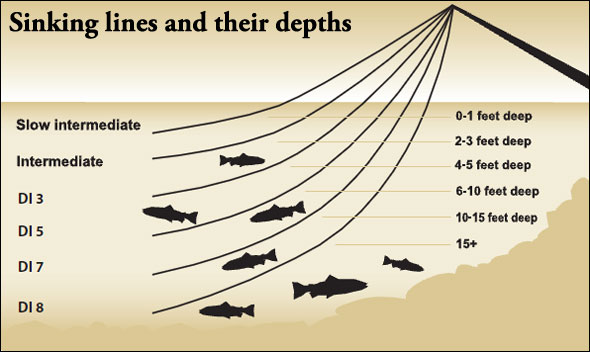 Sinking lines and their depths
Slow intermediate
0-1 feet deep
Intermediate
2-3 feet deep
4-5 feet deep
DI 3
6-10 feet deep
DI 5
10-15 feet deep
15+
DI 7
DI 8